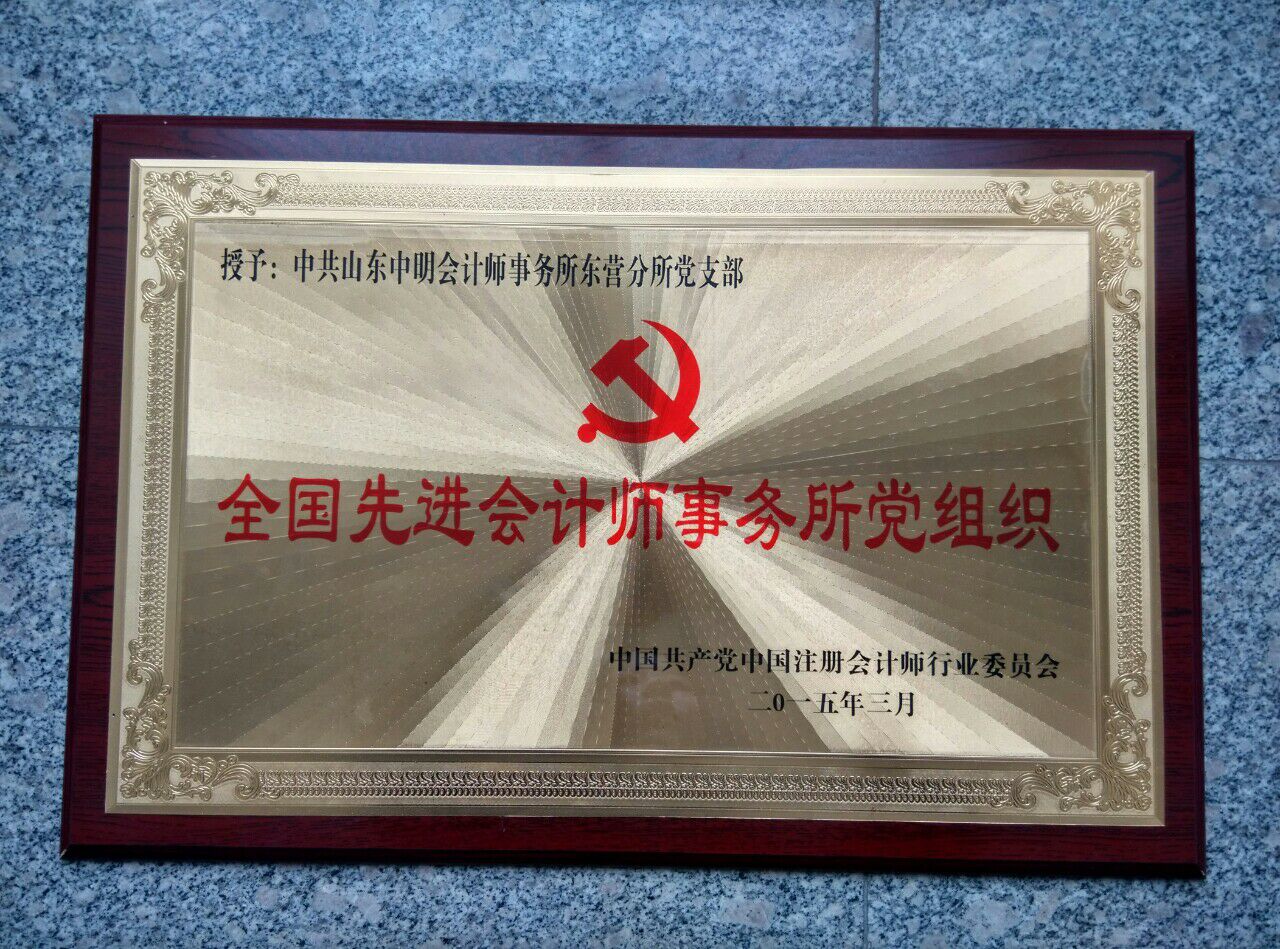 授予：中共山东中明会计师事务所东营分所党支部
全国先进会计师事务所党组织
中国共产党中国注册会计师行业委员会
二0一五年三月